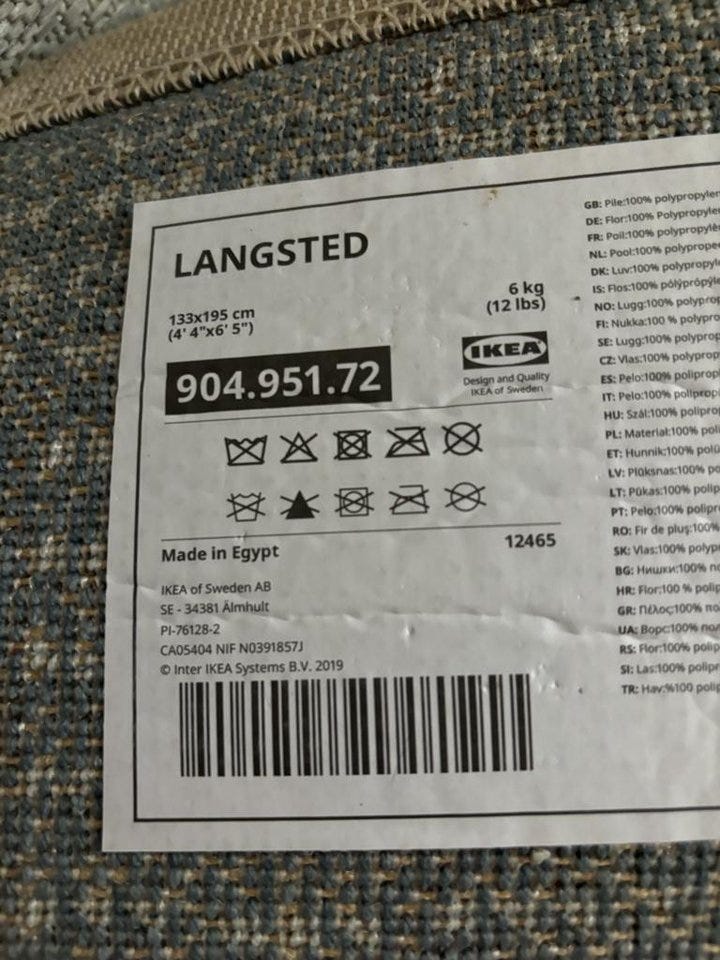 LANGSTED
133x195 cm
(4' 4"x6' 5")
6 kg
(12 lbs)
904.951.72
IKEA
Design and Quality
IKEA of Sweden
Made in Egypt
12465
IKEA of Sweden AB
SE - 34381 Älmhult
PI-76128-2
CA05404 NIF N0391857J
© Inter IKEA Systems B.V. 2019
GB: Pile:100% polypropylen
DE: Flor:100% Polypropyle
FR: Poil:100% polypropylè
NL: Pool:100% polyprope
DK: Luv:100% polypropyl
IS: Flos:100% pólýprópýle
NO: Lugg:100% polyprop
FI: Nukka:100 % polypro
SE: Lugg:100% polyprop
CZ: Vlas:100% polyprop
ES: Pelo:100% polipropi
IT: Pelo:100% poliprop
HU: Szál:100% polipro
PL: Materiał:100% poli
ET: Hunnik:100% polü
LV: Plūksnas:100% po
LT: Pūkas:100% polip
PT: Pelo:100% polipr
RO: Fir de pluş:100%
SK: Vlas:100% polyp
BG: Нишки:100% по
HR: Flor:100 % polip
GR: Πέλος:100% πο
UA: Ворс:100% пол
RS: Flor:100% polip
SI: Las:100% polipr
TR: Hav:%100 polip